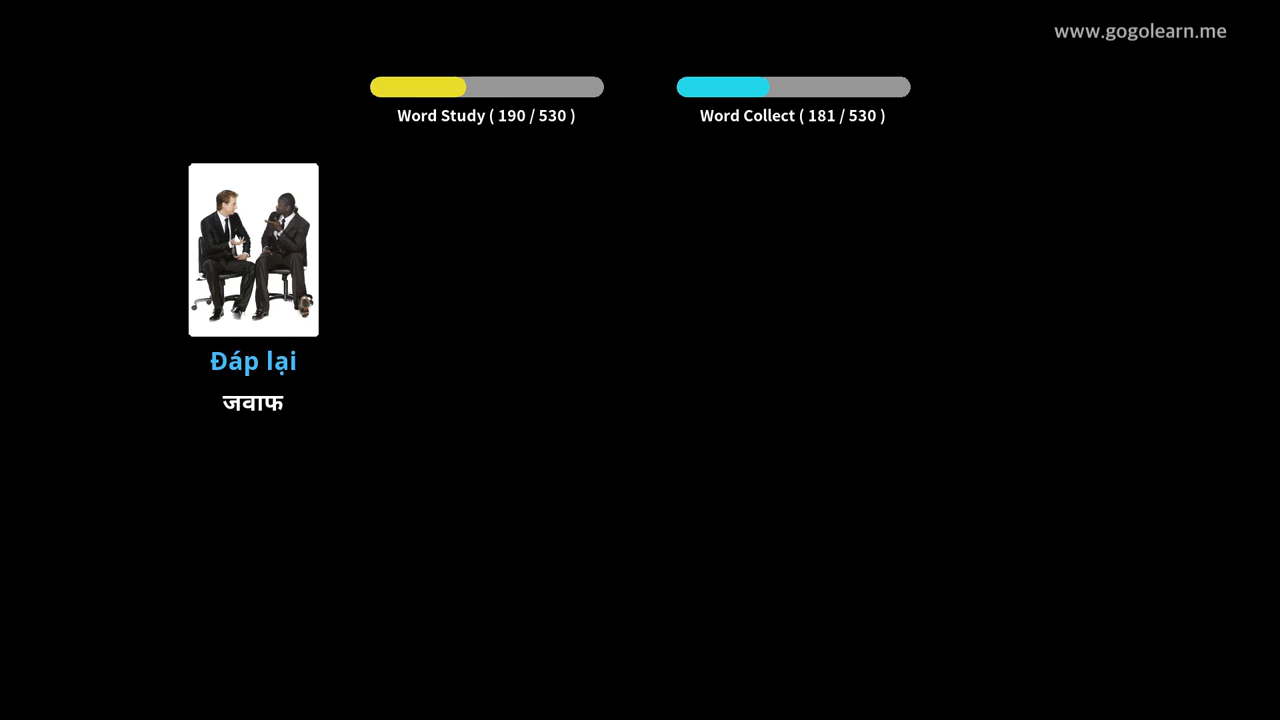 www.gogolearn.me
Word Study ( 190 / 530 )
Word Collect ( 181 / 530 )
Đáp lại
जवाफ